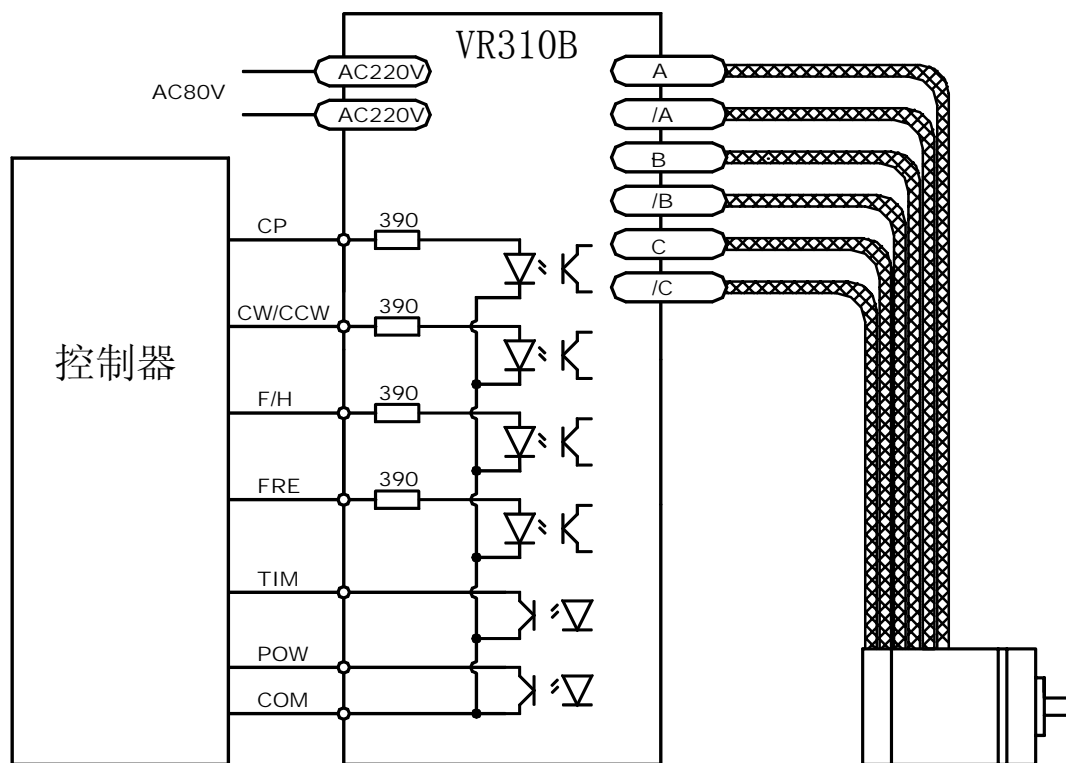 VR310B
AC80V
AC220V
AC220V
A
/A
B
/B
C
/C
控制器
CP
390
CW/CCW
390
F/H
390
FRE
390
TIM
POW
COM